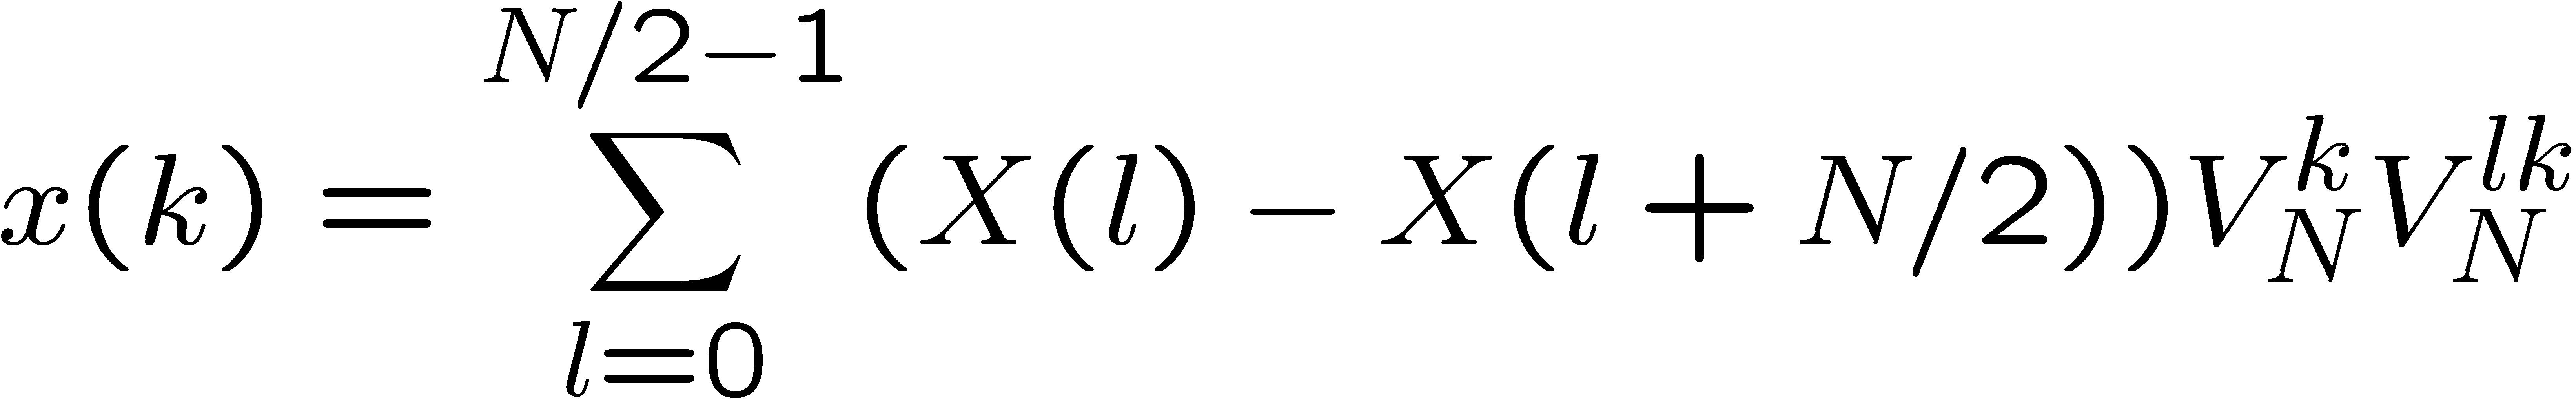 x(k) = \sum_{l=0}^{N/2-1} (X(l) - X(l + N/2))V_N^k V_N^{lk}